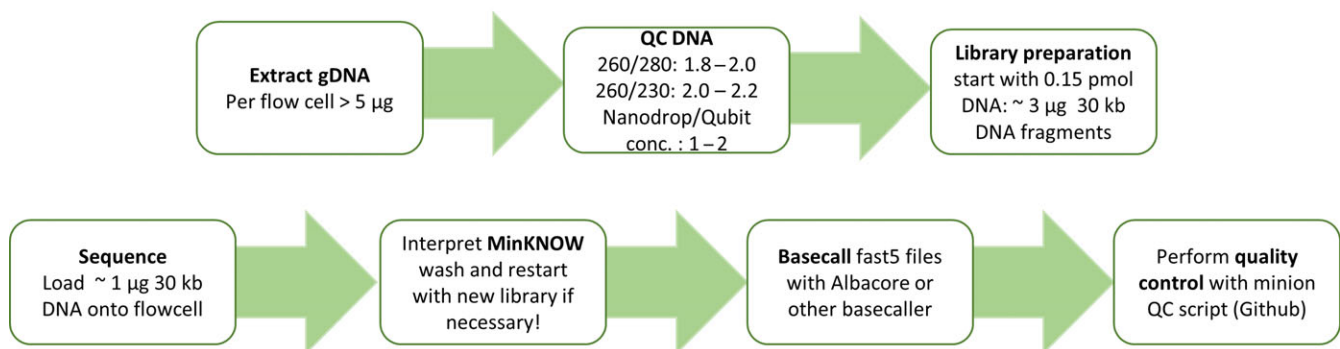 Extract gDNA
Per flow cell > 5 µg
QC DNA
260/280: 1.8 – 2.0
260/230: 2.0 – 2.2
Nanodrop/Qubit
conc. : 1 – 2
Library preparation
start with 0.15 pmol
DNA: ~ 3 µg 30 kb
DNA fragments
Sequence
Load ~ 1 µg 30 kb
DNA onto flowcell
Interpret MinKNOW
wash and restart
with new library if
necessary!
Basecall fast5 files
with Albacore or
other basecaller
Perform quality
control with minion
QC script (Github)